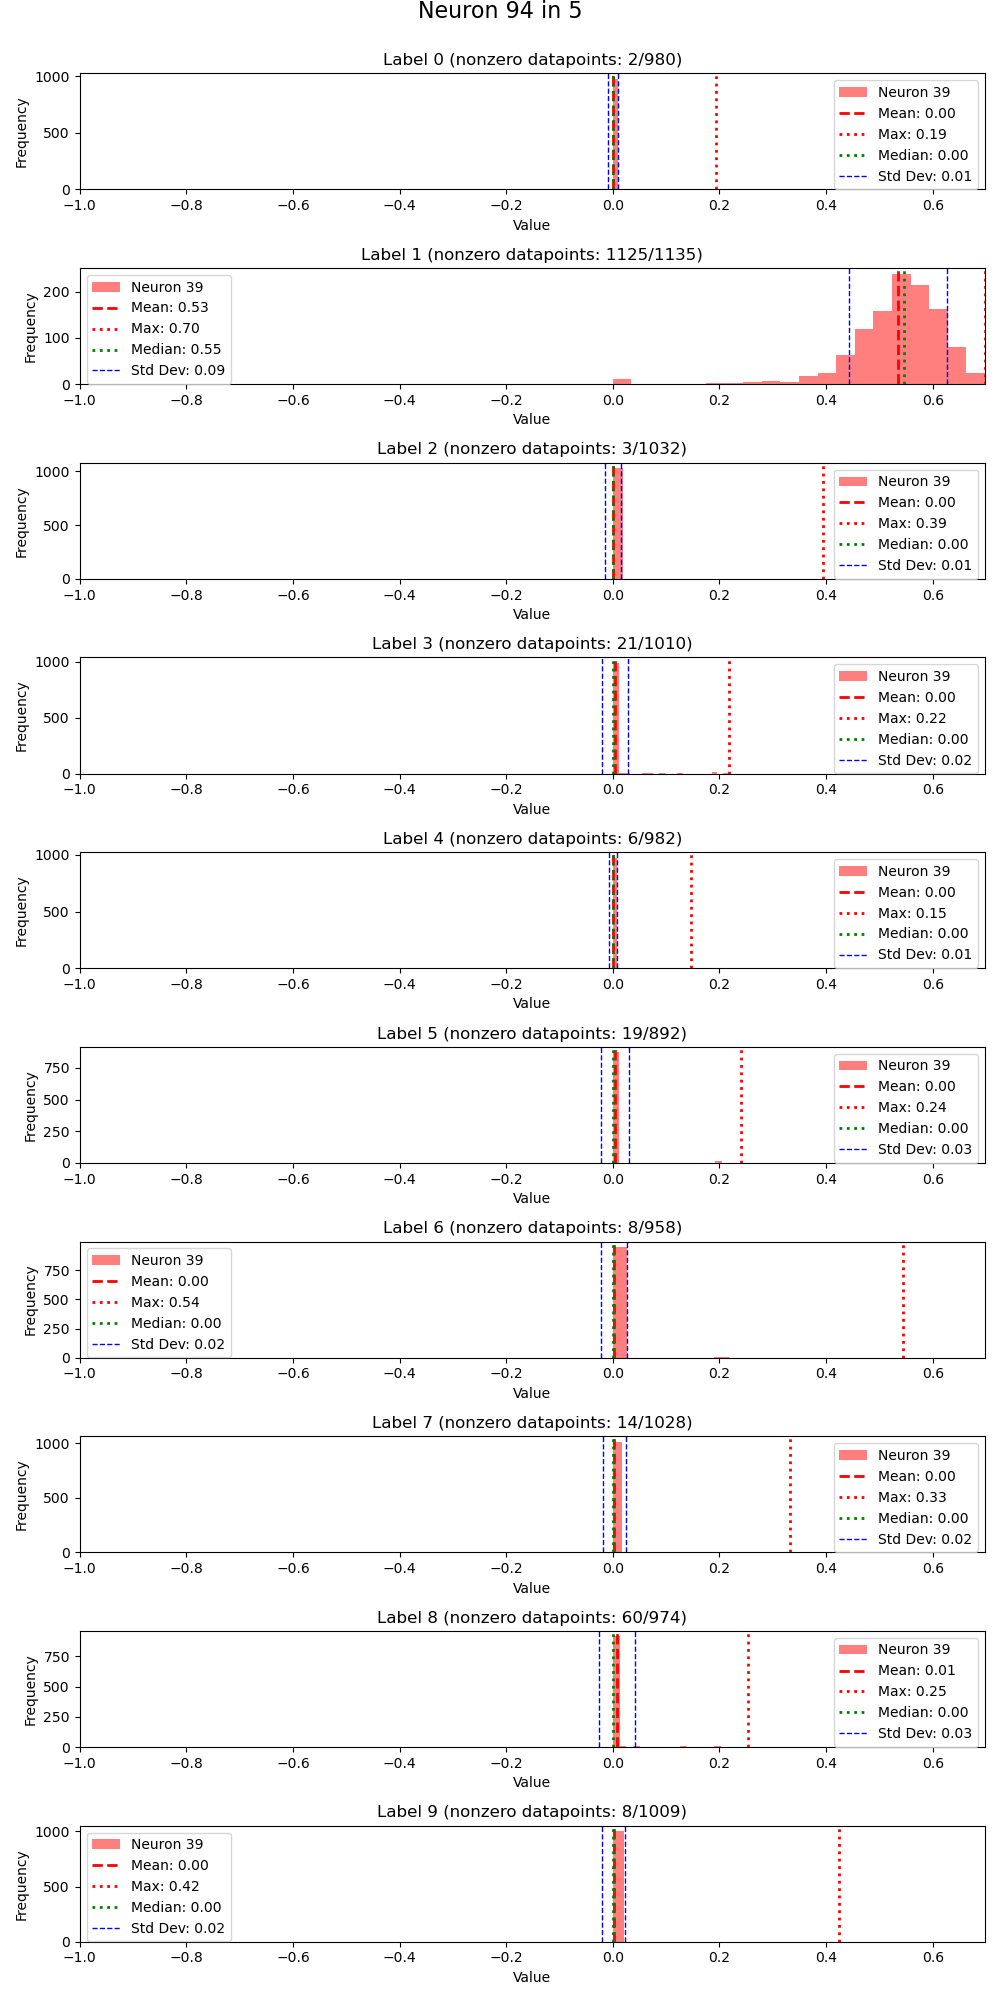 Neuron 94 in 5
Label 0 (nonzero datapoints: 2/980)
Frequency
1000
500
0
Neuron 39
Mean: 0.00
Max: 0.19
Median: 0.00
Std Dev: 0.01
−1.0 −0.8 −0.6 −0.4 −0.2 0.0 0.2 0.4 0.6
Value
Label 1 (nonzero datapoints: 1125/1135)
Frequency
200
100
0
Neuron 39
Mean: 0.53
Max: 0.70
Median: 0.55
Std Dev: 0.09
−1.0 −0.8 −0.6 −0.4 −0.2 0.0 0.2 0.4 0.6
Value
Label 2 (nonzero datapoints: 3/1032)
Frequency
1000
500
0
Neuron 39
Mean: 0.00
Max: 0.39
Median: 0.00
Std Dev: 0.01
−1.0 −0.8 −0.6 −0.4 −0.2 0.0 0.2 0.4 0.6
Value
Label 3 (nonzero datapoints: 21/1010)
Frequency
1000
500
0
Neuron 39
Mean: 0.00
Max: 0.22
Median: 0.00
Std Dev: 0.02
−1.0 −0.8 −0.6 −0.4 −0.2 0.0 0.2 0.4 0.6
Value
Label 4 (nonzero datapoints: 6/982)
Frequency
1000
500
0
Neuron 39
Mean: 0.00
Max: 0.15
Median: 0.00
Std Dev: 0.01
−1.0 −0.8 −0.6 −0.4 −0.2 0.0 0.2 0.4 0.6
Value
Label 5 (nonzero datapoints: 19/892)
Frequency
750
500
250
0
Neuron 39
Mean: 0.00
Max: 0.24
Median: 0.00
Std Dev: 0.03
−1.0 −0.8 −0.6 −0.4 −0.2 0.0 0.2 0.4 0.6
Value
Label 6 (nonzero datapoints: 8/958)
Frequency
750
500
250
0
Neuron 39
Mean: 0.00
Max: 0.54
Median: 0.00
Std Dev: 0.02
−1.0 −0.8 −0.6 −0.4 −0.2 0.0 0.2 0.4 0.6
Value
Label 7 (nonzero datapoints: 14/1028)
Frequency
1000
500
0
Neuron 39
Mean: 0.00
Max: 0.33
Median: 0.00
Std Dev: 0.02
−1.0 −0.8 −0.6 −0.4 −0.2 0.0 0.2 0.4 0.6
Value
Label 8 (nonzero datapoints: 60/974)
Frequency
750
500
250
0
Neuron 39
Mean: 0.01
Max: 0.25
Median: 0.00
Std Dev: 0.03
−1.0 −0.8 −0.6 −0.4 −0.2 0.0 0.2 0.4 0.6
Value
Label 9 (nonzero datapoints: 8/1009)
Frequency
1000
500
0
Neuron 39
Mean: 0.00
Max: 0.42
Median: 0.00
Std Dev: 0.02
−1.0 −0.8 −0.6 −0.4 −0.2 0.0 0.2 0.4 0.6
Value